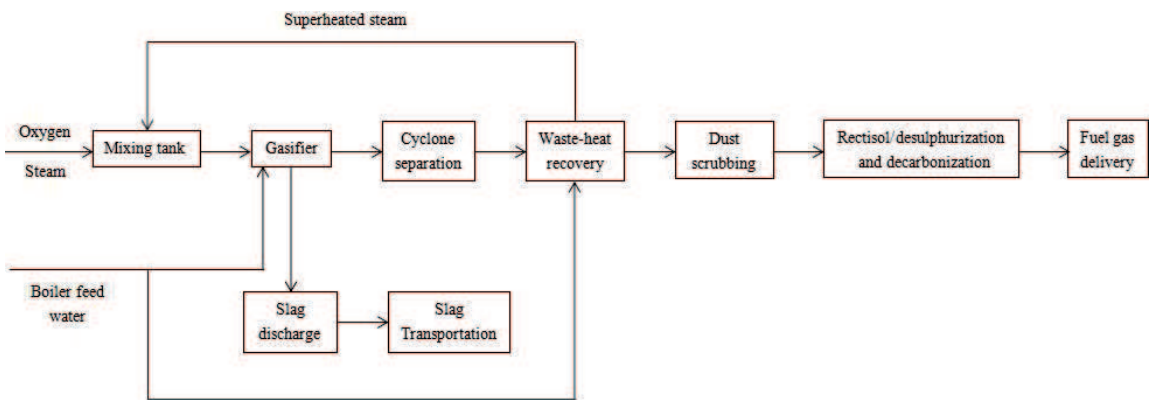 Superheated steam
Oxygen
Steam
Mixing tank
Gasifier
Cyclone
separation
Waste-heat
recovery
Dust
scrubbing
Rectisol/desulphurization
and decarbonization
Fuel gas
delivery
Boiler feed
water
Slag
discharge
Slag
Transportation